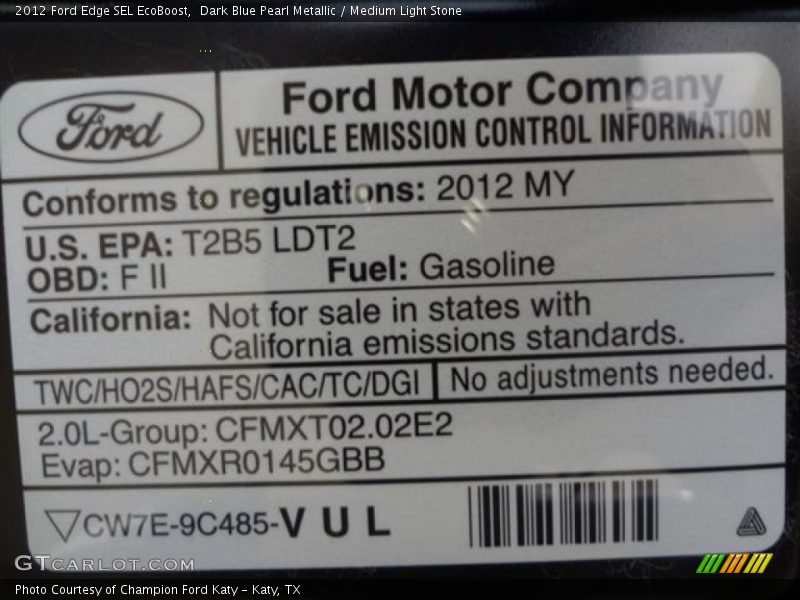 2012 Ford Edge SEL EcoBoost,  Dark Blue Pearl Metallic / Medium Light Stone
Ford
Ford Motor Company
VEHICLE EMISSION CONTROL INFORMATION
Conforms to regulations: 2012 MY
U.S. EPA: T2B5 LDT2
OBD: F II Fuel: Gasoline
California: Not for sale in states with
California emissions standards.
TWC/HO2S/HAFS/CAC/TC/DGI No adjustments needed.
2.0L-Group: CFMXT02.02E2
Evap: CFMXR0145GBB
CW7E-9C485-V U L
GTCARLOT.COM
Photo Courtesy of Champion Ford Katy - Katy, TX